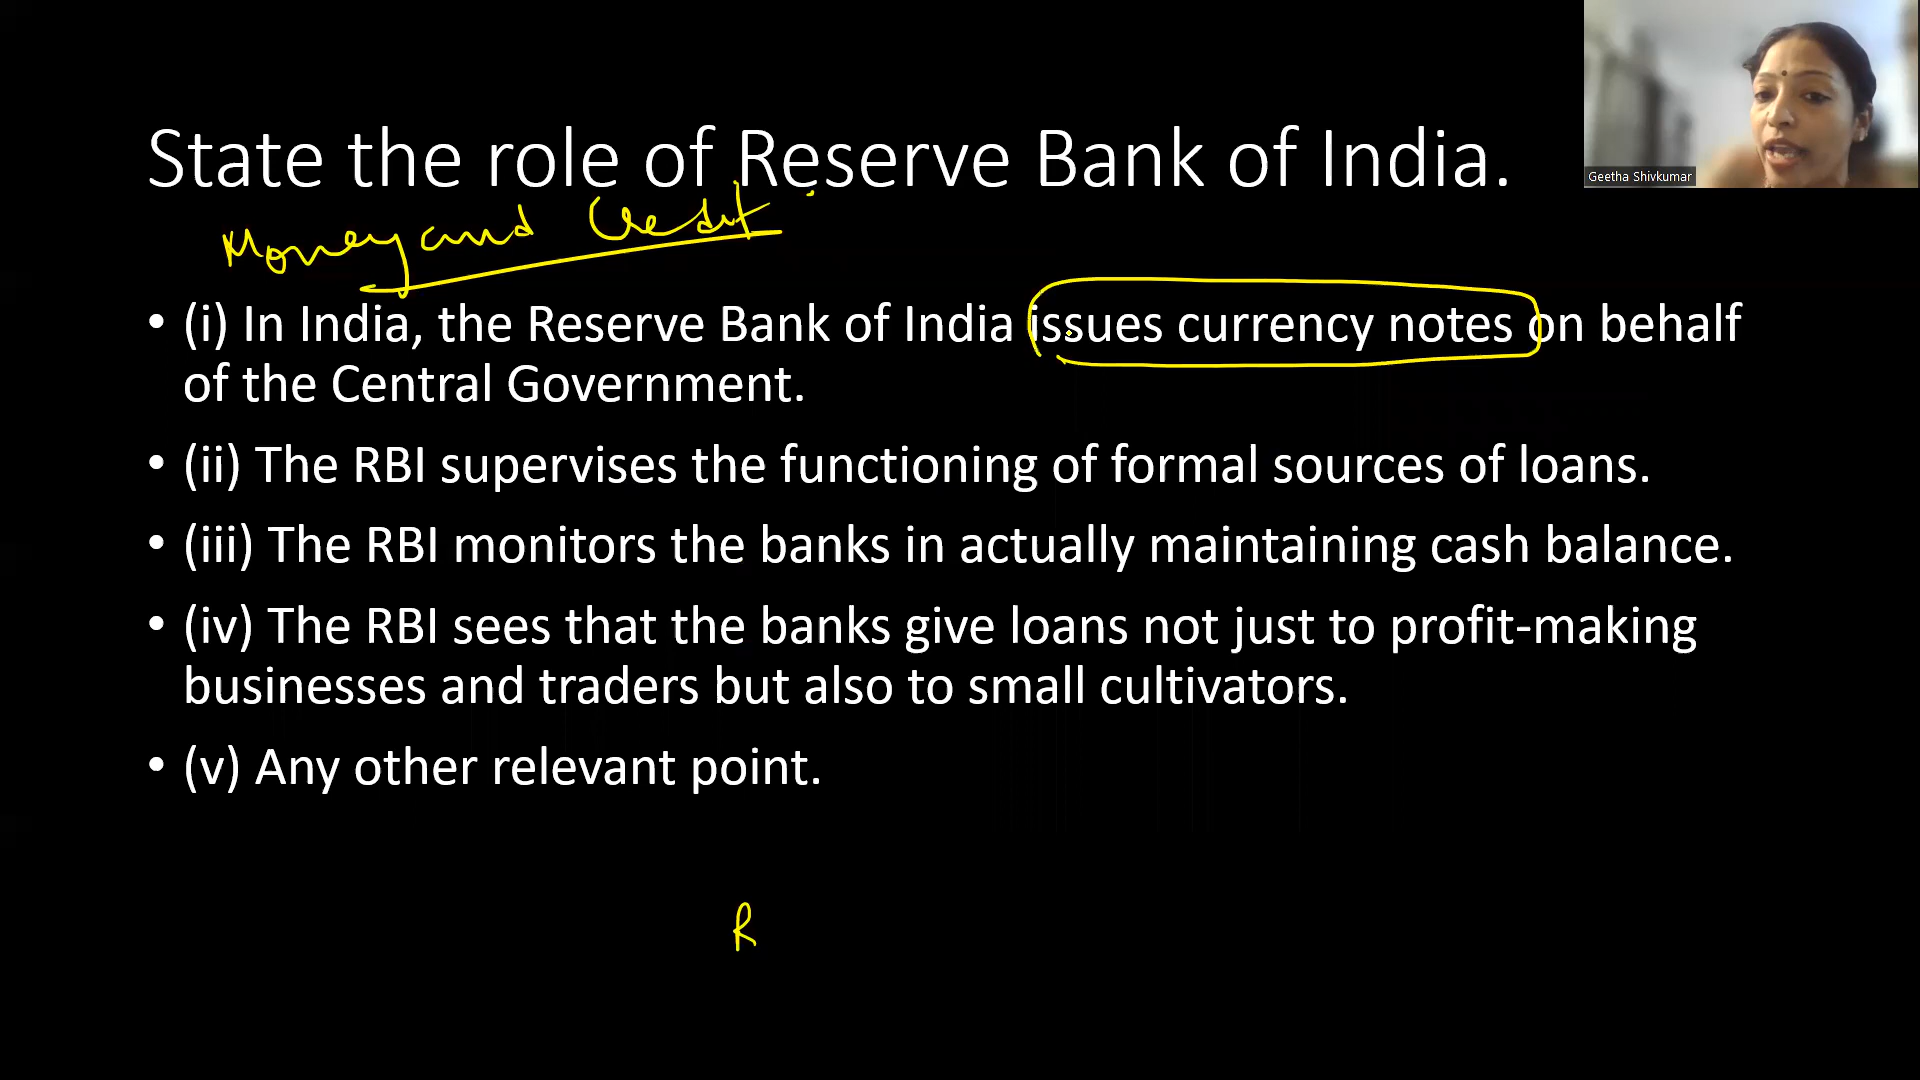 State the role of Reserve Bank of India.
Geetha Shivkumar
Money and Credit
• (i) In India, the Reserve Bank of India issues currency notes on behalf
of the Central Government.
• (ii) The RBI supervises the functioning of formal sources of loans.
• (iii) The RBI monitors the banks in actually maintaining cash balance.
• (iv) The RBI sees that the banks give loans not just to profit-making
businesses and traders but also to small cultivators.
• (v) Any other relevant point.
R